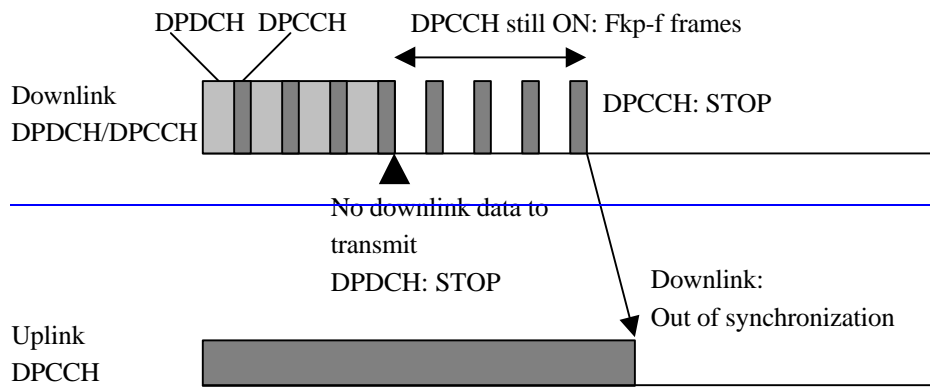 DPDCH DPCCH
DPCCH still ON: Fkp-f frames
Downlink
DPDCH/DPCCH
DPCCH: STOP
No downlink data to
transmit
DPDCH: STOP
Downlink:
Out of synchronization
Uplink
DPCCH